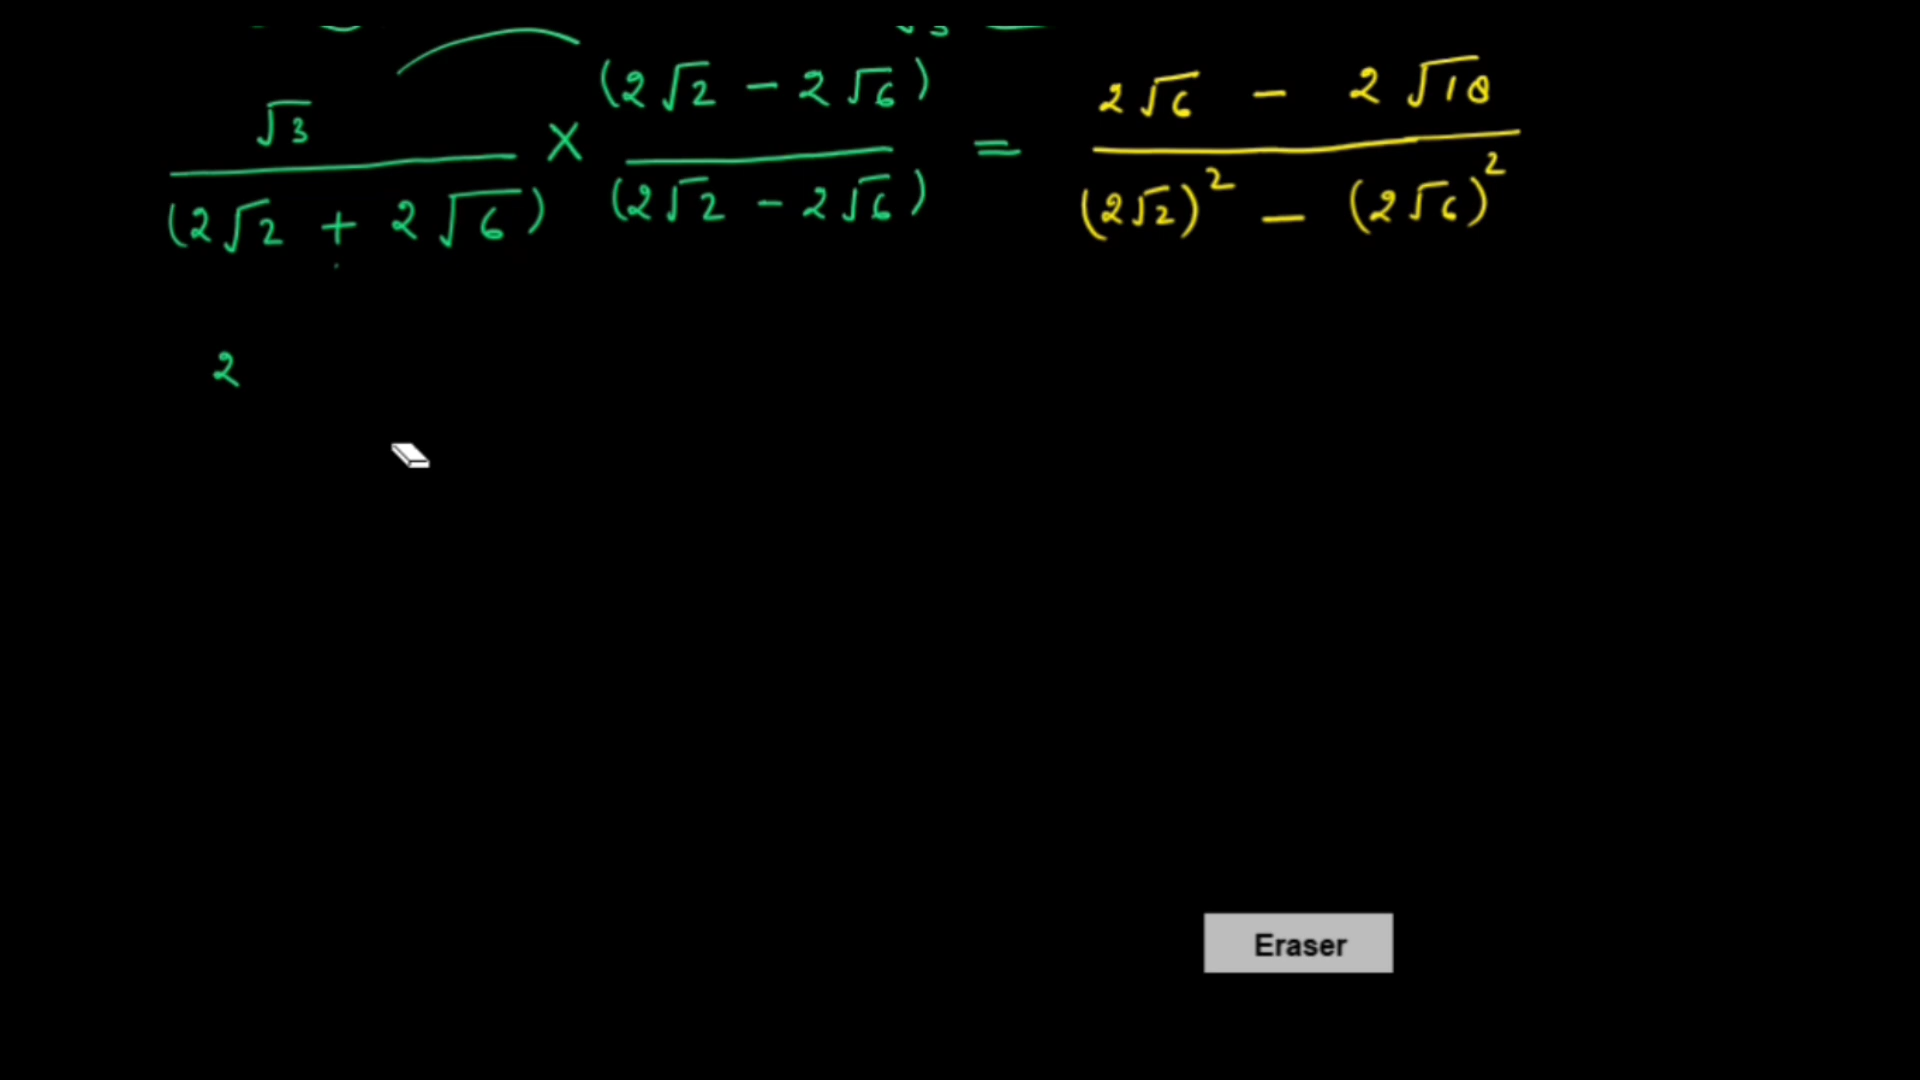 √3 / (2√2 + 2√6) × (2√2 − 2√6) / (2√2 − 2√6) = (2√6 − 2√18) / ((2√2)² − (2√6)²)
2
Eraser